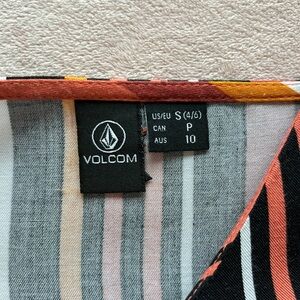 VOLCOM
US/EU S (4/6)
CAN P
AUS 10